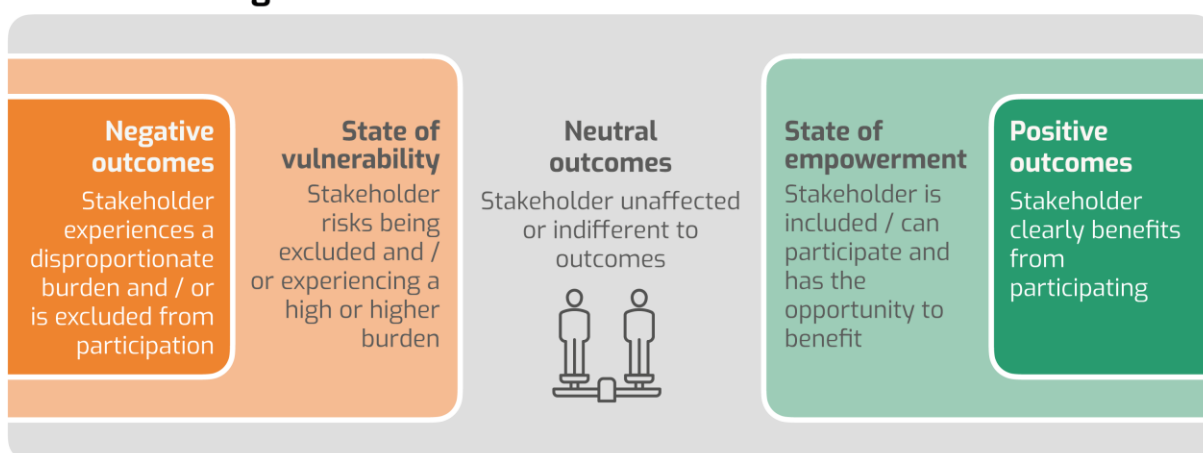 Negative
outcomes
Stakeholder
experiences a
disproportionate
burden and / or
is excluded from
participation
State of
vulnerability
Stakeholder
risks being
excluded and /
or experiencing a
high or higher
burden
Neutral
outcomes
Stakeholder unaffected
or indifferent to
outcomes
State of
empowerment
Stakeholder is
included / can
participate and
has the
opportunity to
benefit
Positive
outcomes
Stakeholder
clearly benefits
from
participating